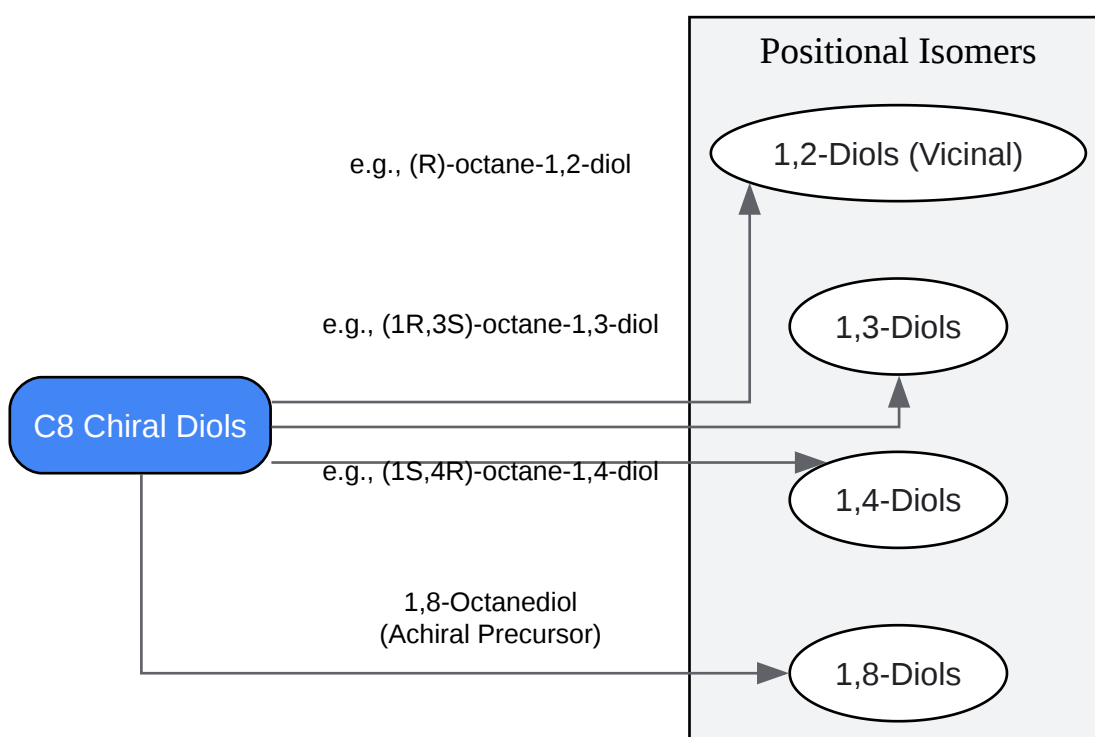 Positional Isomers
e.g., (R)-octane-1,2-diol
1,2-Diols (Vicinal)
e.g., (1R,3S)-octane-1,3-diol
1,3-Diols
C8 Chiral Diols
e.g., (1S,4R)-octane-1,4-diol
1,4-Diols
1,8-Octanediol
(Achiral Precursor)
1,8-Diols